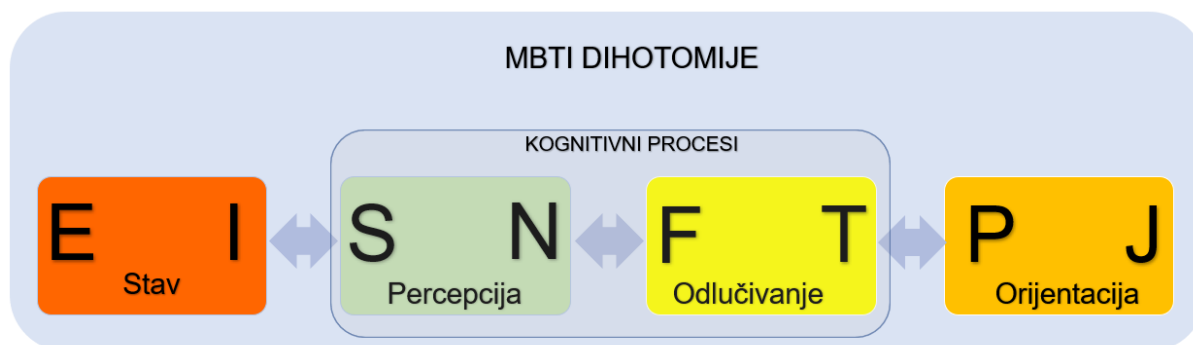 MBTI DIHOTOMIJE
KOGNITIVNI PROCESI
E I
Stav
S N
Percepcija
F T
Odlučivanje
P J
Orijentacija